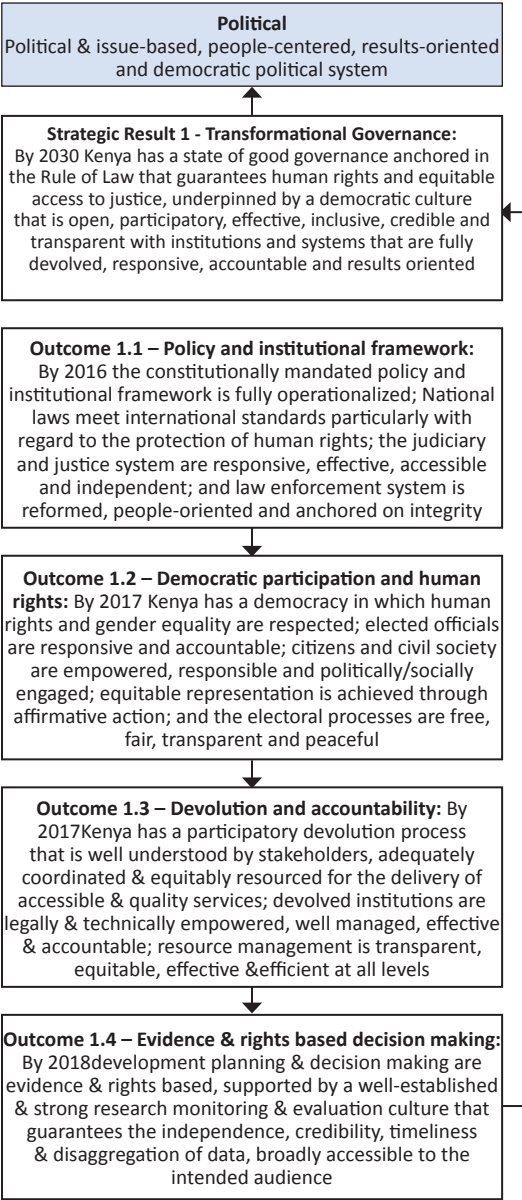 Political
Political & issue-based, people-centered, results-oriented
and democratic political system
Strategic Result 1 - Transformational Governance:
By 2030 Kenya has a state of good governance anchored in
the Rule of Law that guarantees human rights and equitable
access to justice, underpinned by a democratic culture
that is open, participatory, effective, inclusive, credible and
transparent with institutions and systems that are fully
devolved, responsive, accountable and results oriented
Outcome 1.1 – Policy and institutional framework:
By 2016 the constitutionally mandated policy and
institutional framework is fully operationalized; National
laws meet international standards particularly with
regard to the protection of human rights; the judiciary
and justice system are responsive, effective, accessible
and independent; and law enforcement system is
reformed, people-oriented and anchored on integrity
Outcome 1.2 – Democratic participation and human
rights: By 2017 Kenya has a democracy in which human
rights and gender equality are respected; elected officials
are responsive and accountable; citizens and civil society
are empowered, responsible and politically/socially
engaged; equitable representation is achieved through
affirmative action; and the electoral processes are free,
fair, transparent and peaceful
Outcome 1.3 – Devolution and accountability: By
2017Kenya has a participatory devolution process
that is well understood by stakeholders, adequately
coordinated & equitably resourced for the delivery of
accessible & quality services; devolved institutions are
legally & technically empowered, well managed, effective
& accountable; resource management is transparent,
equitable, effective &efficient at all levels
Outcome 1.4 – Evidence & rights based decision making:
By 2018development planning & decision making are
evidence & rights based, supported by a well-established
& strong research monitoring & evaluation culture that
guarantees the independence, credibility, timeliness
& disaggregation of data, broadly accessible to the
intended audience